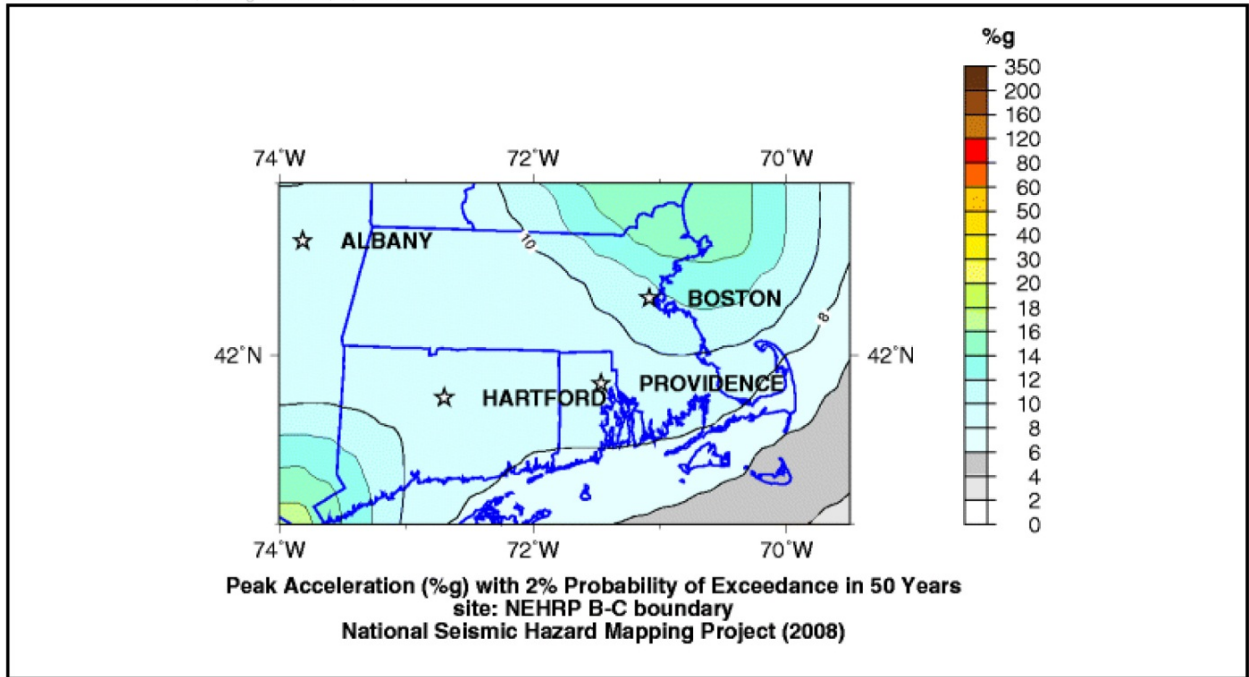 %g
350
200
160
120
80
60
50
40
30
20
18
16
14
12
10
8
6
4
2
0
74˚W 72˚W 70˚W
ALBANY
10
BOSTON
8
42˚N 42˚N
PROVIDENCE
HARTFORD
74˚W 72˚W 70˚W
Peak Acceleration (%g) with 2% Probability of Exceedance in 50 Years
site: NEHRP B-C boundary
National Seismic Hazard Mapping Project (2008)